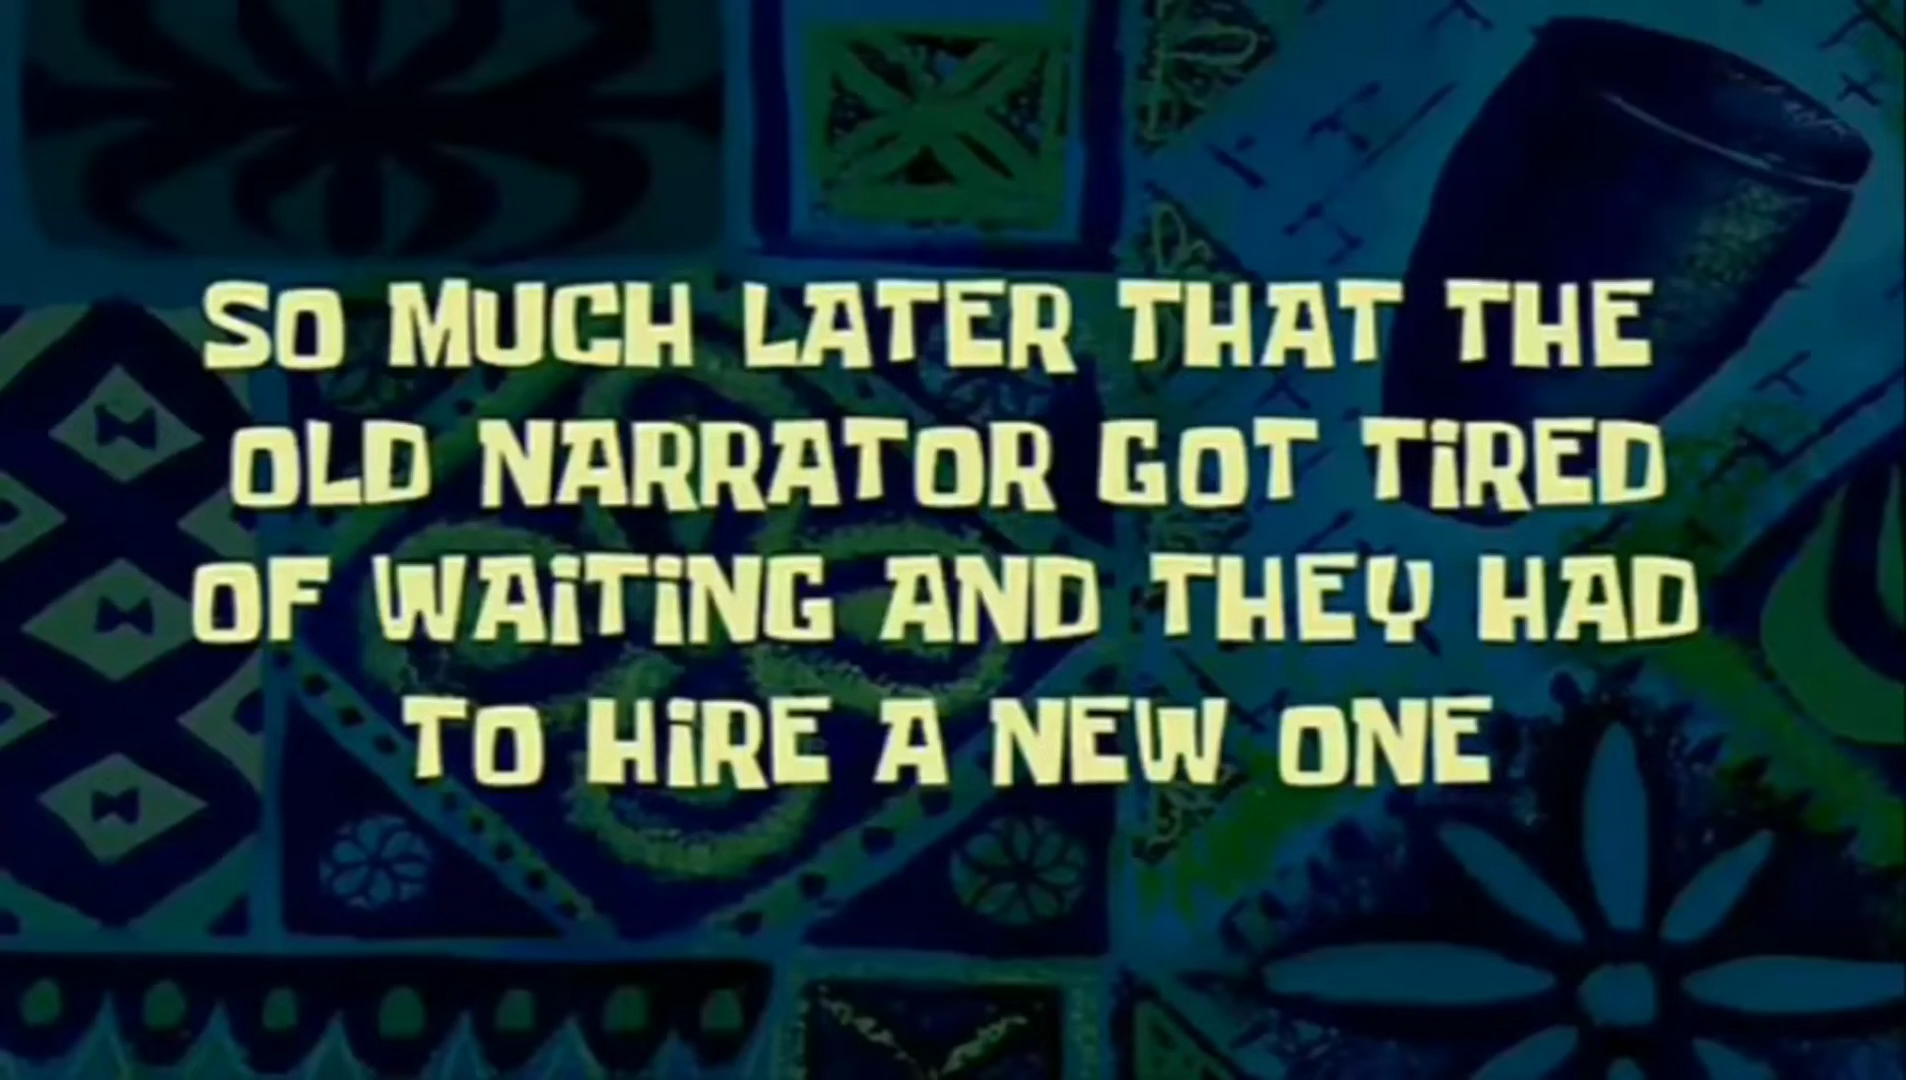 SO MUCH LATER THAT THE
OLD NARRATOR GOT TiRED
OF WAiTiNG AND THEY HAD
TO HiRE A NEW ONE